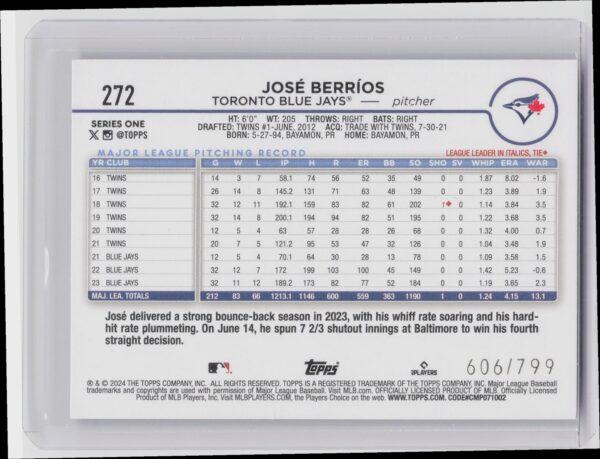 272
JOSÉ BERRÍOS
TORONTO BLUE JAYS® — pitcher
SERIES ONE
@TOPPS
HT: 6'0" WT: 205 THROWS: RIGHT BATS: RIGHT
DRAFTED: TWINS #1-JUNE, 2012 ACQ: TRADE WITH TWINS, 7-30-21
BORN: 5-27-94, BAYAMON, PR HOME: BAYAMON, PR
MAJOR LEAGUE PITCHING RECORD LEAGUE LEADER IN ITALICS, TIE♦
YR CLUB G W L IP H R ER BB SO SHO SV WHIP ERA WAR
16 TWINS 14 3 7 58.1 74 56 52 35 49 0 0 1.87 8.02 -1.6
17 TWINS 26 14 8 145.2 131 71 63 48 139 0 0 1.23 3.89 1.9
18 TWINS 32 12 11 192.1 159 83 82 61 202 1♦ 0 1.14 3.84 3.5
19 TWINS 32 14 8 200.1 194 94 82 51 195 0 0 1.22 3.68 3.5
20 TWINS 12 5 4 63 57 28 28 26 68 0 0 1.32 4.00 0.7
21 TWINS 20 7 5 121.2 95 53 47 32 126 0 0 1.04 3.48 1.9
21 BLUE JAYS 12 5 4 70.1 64 30 28 13 78 0 0 1.09 3.58 1.5
22 BLUE JAYS 32 12 7 172 199 103 100 45 149 0 0 1.42 5.23 -0.6
23 BLUE JAYS 32 11 12 189.2 173 82 77 52 184 0 0 1.19 3.65 2.3
MAJ. LEA. TOTALS 212 83 66 1213.1 1146 600 559 363 1190 1 0 1.24 4.15 13.1
José delivered a strong bounce-back season in 2023, with his whiff rate soaring and his hard-
hit rate plummeting. On June 14, he spun 7 2/3 shutout innings at Baltimore to win his fourth
straight decision.
Topps
PLAYERS
606/799
® & © 2024 THE TOPPS COMPANY, INC. ALL RIGHTS RESERVED. TOPPS IS A REGISTERED TRADEMARK OF THE TOPPS COMPANY, INC. Major League Baseball
trademarks and copyrights are used with permission of Major League Baseball. Visit MLB.com. OFFICIALLY LICENSED PRODUCT OF MLB. Officially Licensed
Product of MLB Players, Inc. Visit MLBPLAYERS.com, the Players Choice on the web. WWW.TOPPS.COM. CODE#CMP071002